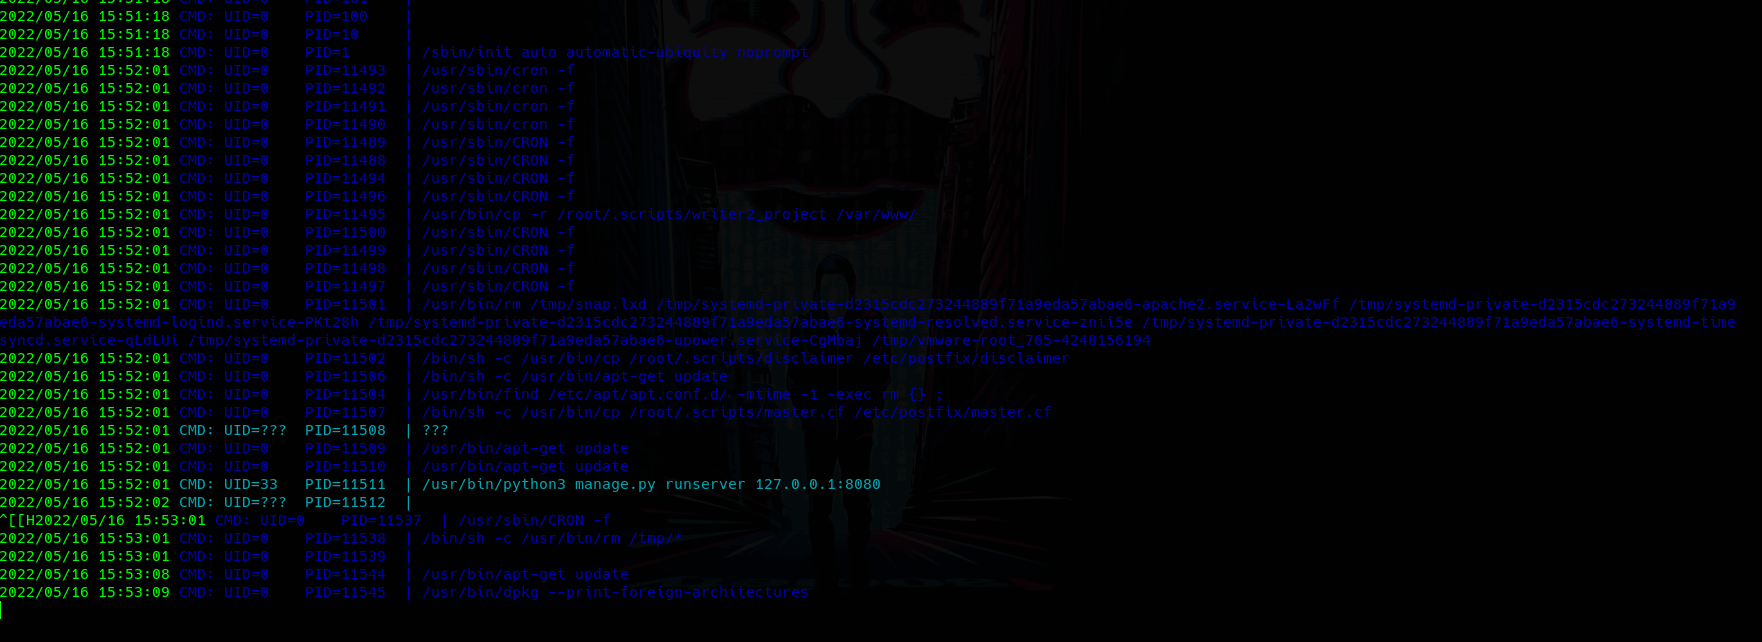 2022/05/16 15:51:18 CMD: UID=0 PID=101 |
2022/05/16 15:51:18 CMD: UID=0 PID=100 |
2022/05/16 15:51:18 CMD: UID=0 PID=10 |
2022/05/16 15:51:18 CMD: UID=0 PID=1 | /sbin/init auto automatic-ubiquity noprompt
2022/05/16 15:52:01 CMD: UID=0 PID=11493 | /usr/sbin/cron -f
2022/05/16 15:52:01 CMD: UID=0 PID=11492 | /usr/sbin/cron -f
2022/05/16 15:52:01 CMD: UID=0 PID=11491 | /usr/sbin/cron -f
2022/05/16 15:52:01 CMD: UID=0 PID=11490 | /usr/sbin/cron -f
2022/05/16 15:52:01 CMD: UID=0 PID=11489 | /usr/sbin/CRON -f
2022/05/16 15:52:01 CMD: UID=0 PID=11488 | /usr/sbin/CRON -f
2022/05/16 15:52:01 CMD: UID=0 PID=11494 | /usr/sbin/CRON -f
2022/05/16 15:52:01 CMD: UID=0 PID=11496 | /usr/sbin/CRON -f
2022/05/16 15:52:01 CMD: UID=0 PID=11495 | /usr/bin/cp -r /root/.scripts/writer2_project /var/www/
2022/05/16 15:52:01 CMD: UID=0 PID=11500 | /usr/sbin/CRON -f
2022/05/16 15:52:01 CMD: UID=0 PID=11499 | /usr/sbin/CRON -f
2022/05/16 15:52:01 CMD: UID=0 PID=11498 | /usr/sbin/CRON -f
2022/05/16 15:52:01 CMD: UID=0 PID=11497 | /usr/sbin/CRON -f
2022/05/16 15:52:01 CMD: UID=0 PID=11501 | /usr/bin/rm /tmp/snap.lxd /tmp/systemd-private-d2315cdc273244889f71a9eda57abae6-apache2.service-La2wFf /tmp/systemd-private-d2315cdc273244889f71a9
eda57abae6-systemd-logind.service-PKt28h /tmp/systemd-private-d2315cdc273244889f71a9eda57abae6-systemd-resolved.service-znii5e /tmp/systemd-private-d2315cdc273244889f71a9eda57abae6-systemd-time
syncd.service-qLdLUi /tmp/systemd-private-d2315cdc273244889f71a9eda57abae6-upower.service-CgMbaj /tmp/vmware-root_765-4248156194
2022/05/16 15:52:01 CMD: UID=0 PID=11502 | /bin/sh -c /usr/bin/cp /root/.scripts/disclaimer /etc/postfix/disclaimer
2022/05/16 15:52:01 CMD: UID=0 PID=11506 | /bin/sh -c /usr/bin/apt-get update
2022/05/16 15:52:01 CMD: UID=0 PID=11504 | /usr/bin/find /etc/apt/apt.conf.d/ -mtime -1 -exec rm {} ;
2022/05/16 15:52:01 CMD: UID=0 PID=11507 | /bin/sh -c /usr/bin/cp /root/.scripts/master.cf /etc/postfix/master.cf
2022/05/16 15:52:01 CMD: UID=??? PID=11508 | ???
2022/05/16 15:52:01 CMD: UID=0 PID=11509 | /usr/bin/apt-get update
2022/05/16 15:52:01 CMD: UID=0 PID=11510 | /usr/bin/apt-get update
2022/05/16 15:52:01 CMD: UID=33 PID=11511 | /usr/bin/python3 manage.py runserver 127.0.0.1:8080
2022/05/16 15:52:02 CMD: UID=??? PID=11512 |
^[[H2022/05/16 15:53:01 CMD: UID=0 PID=11537 | /usr/sbin/CRON -f
2022/05/16 15:53:01 CMD: UID=0 PID=11538 | /bin/sh -c /usr/bin/rm /tmp/*
2022/05/16 15:53:01 CMD: UID=0 PID=11539 |
2022/05/16 15:53:08 CMD: UID=0 PID=11544 | /usr/bin/apt-get update
2022/05/16 15:53:09 CMD: UID=0 PID=11545 | /usr/bin/dpkg --print-foreign-architectures